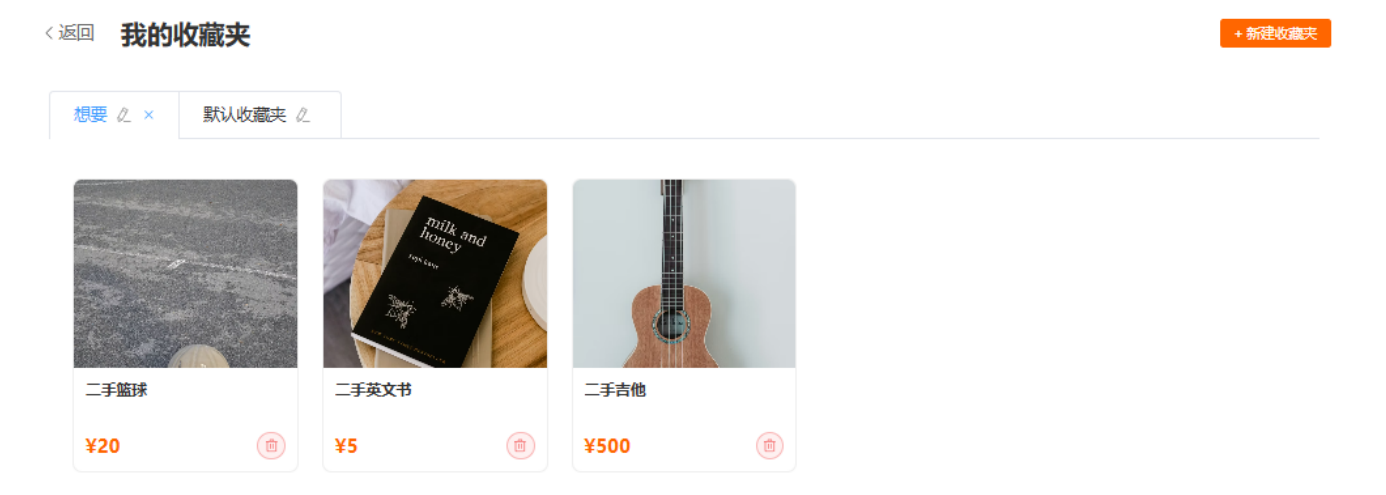 返回 我的收藏夹
+ 新建收藏夹
想要
默认收藏夹
milk and
honey
rupi kaur
二手篮球
二手英文书
二手吉他
¥20
¥5
¥500